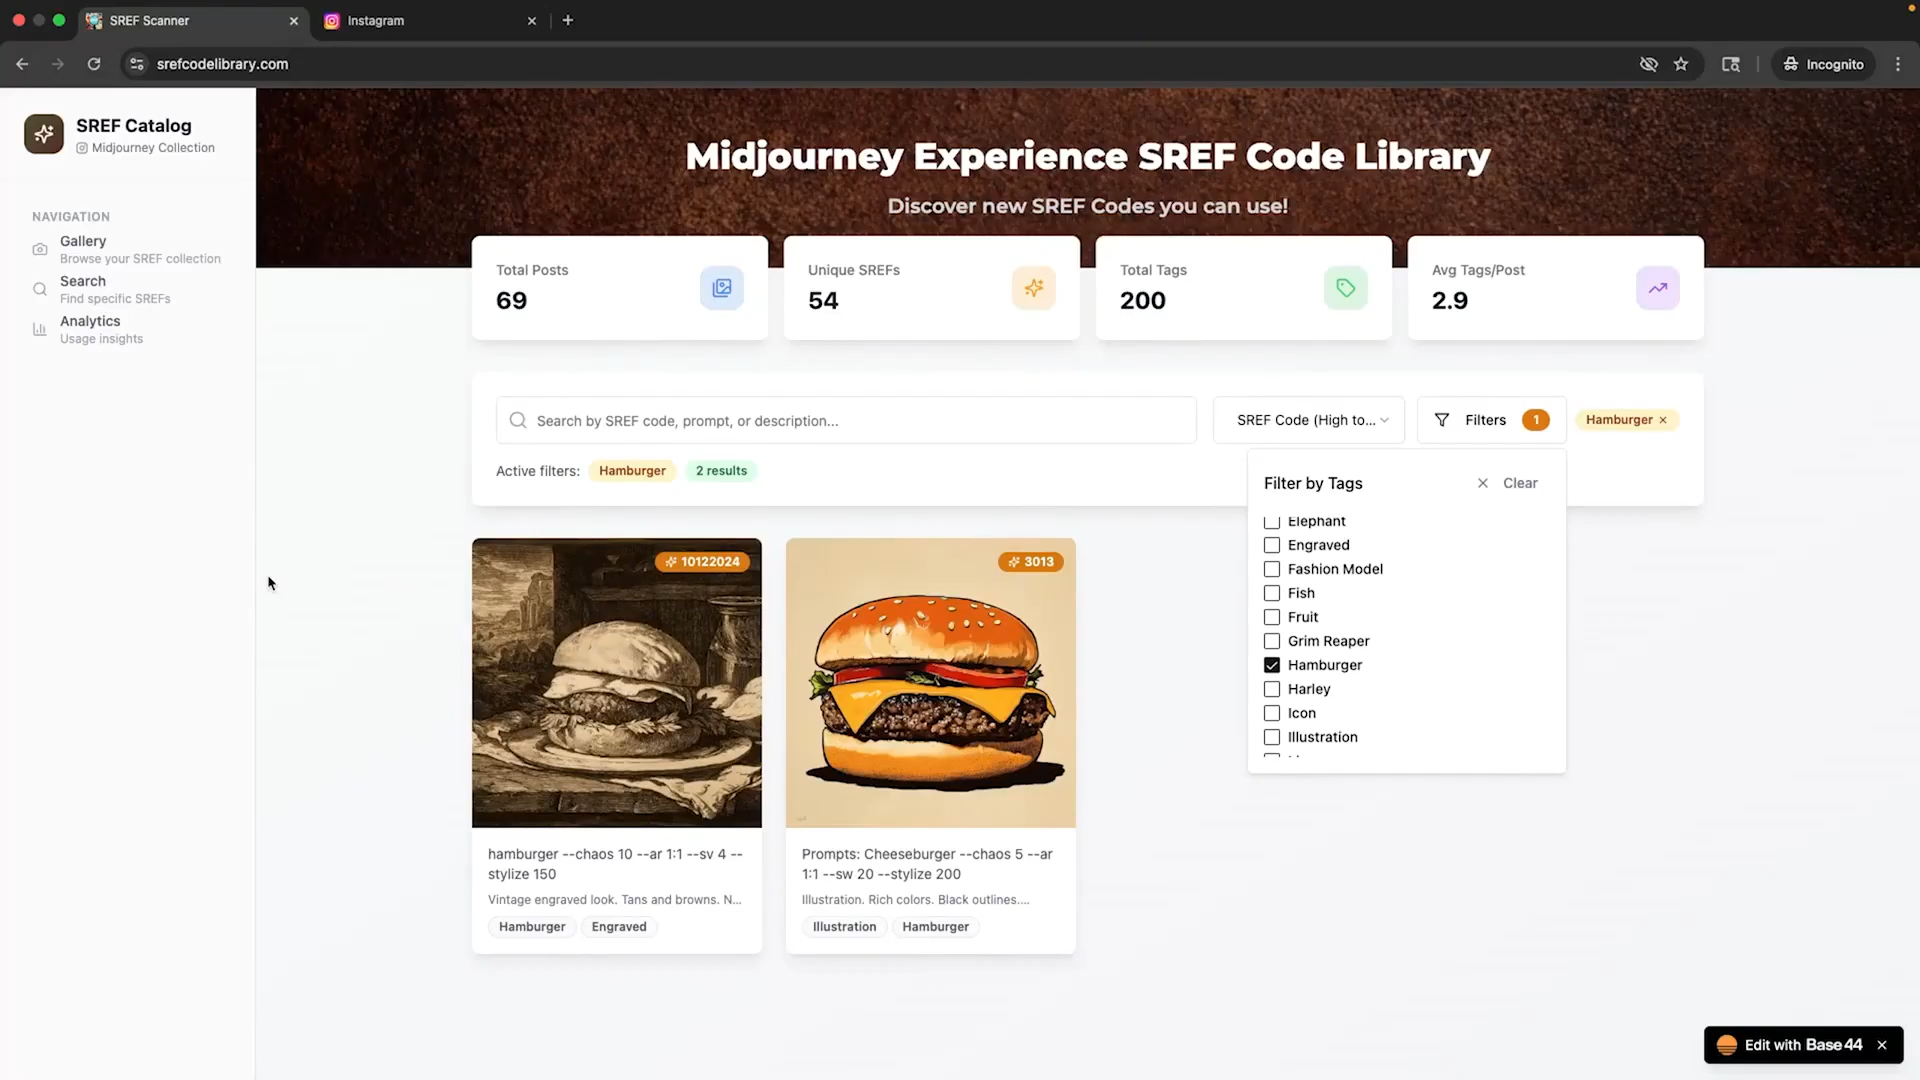 SREF Scanner
Instagram
srefcodelibrary.com
Incognito
SREF Catalog
Midjourney Collection
NAVIGATION
Gallery
Browse your SREF collection
Search
Find specific SREFs
Analytics
Usage insights
Midjourney Experience SREF Code Library
Discover new SREF Codes you can use!
Total Posts
69
Unique SREFs
54
Total Tags
200
Avg Tags/Post
2.9
Search by SREF code, prompt, or description...
SREF Code (High to...
Filters 1
Hamburger
Active filters: Hamburger 2 results
Filter by Tags
Clear
Elephant
Engraved
Fashion Model
Fish
Fruit
Grim Reaper
Hamburger
Harley
Icon
Illustration
10122024
hamburger --chaos 10 --ar 1:1 --sv 4 --
stylize 150
Vintage engraved look. Tans and browns. N...
Hamburger Engraved
3013
Prompts: Cheeseburger --chaos 5 --ar
1:1 --sw 20 --stylize 200
Illustration. Rich colors. Black outlines....
Illustration Hamburger
Edit with Base44